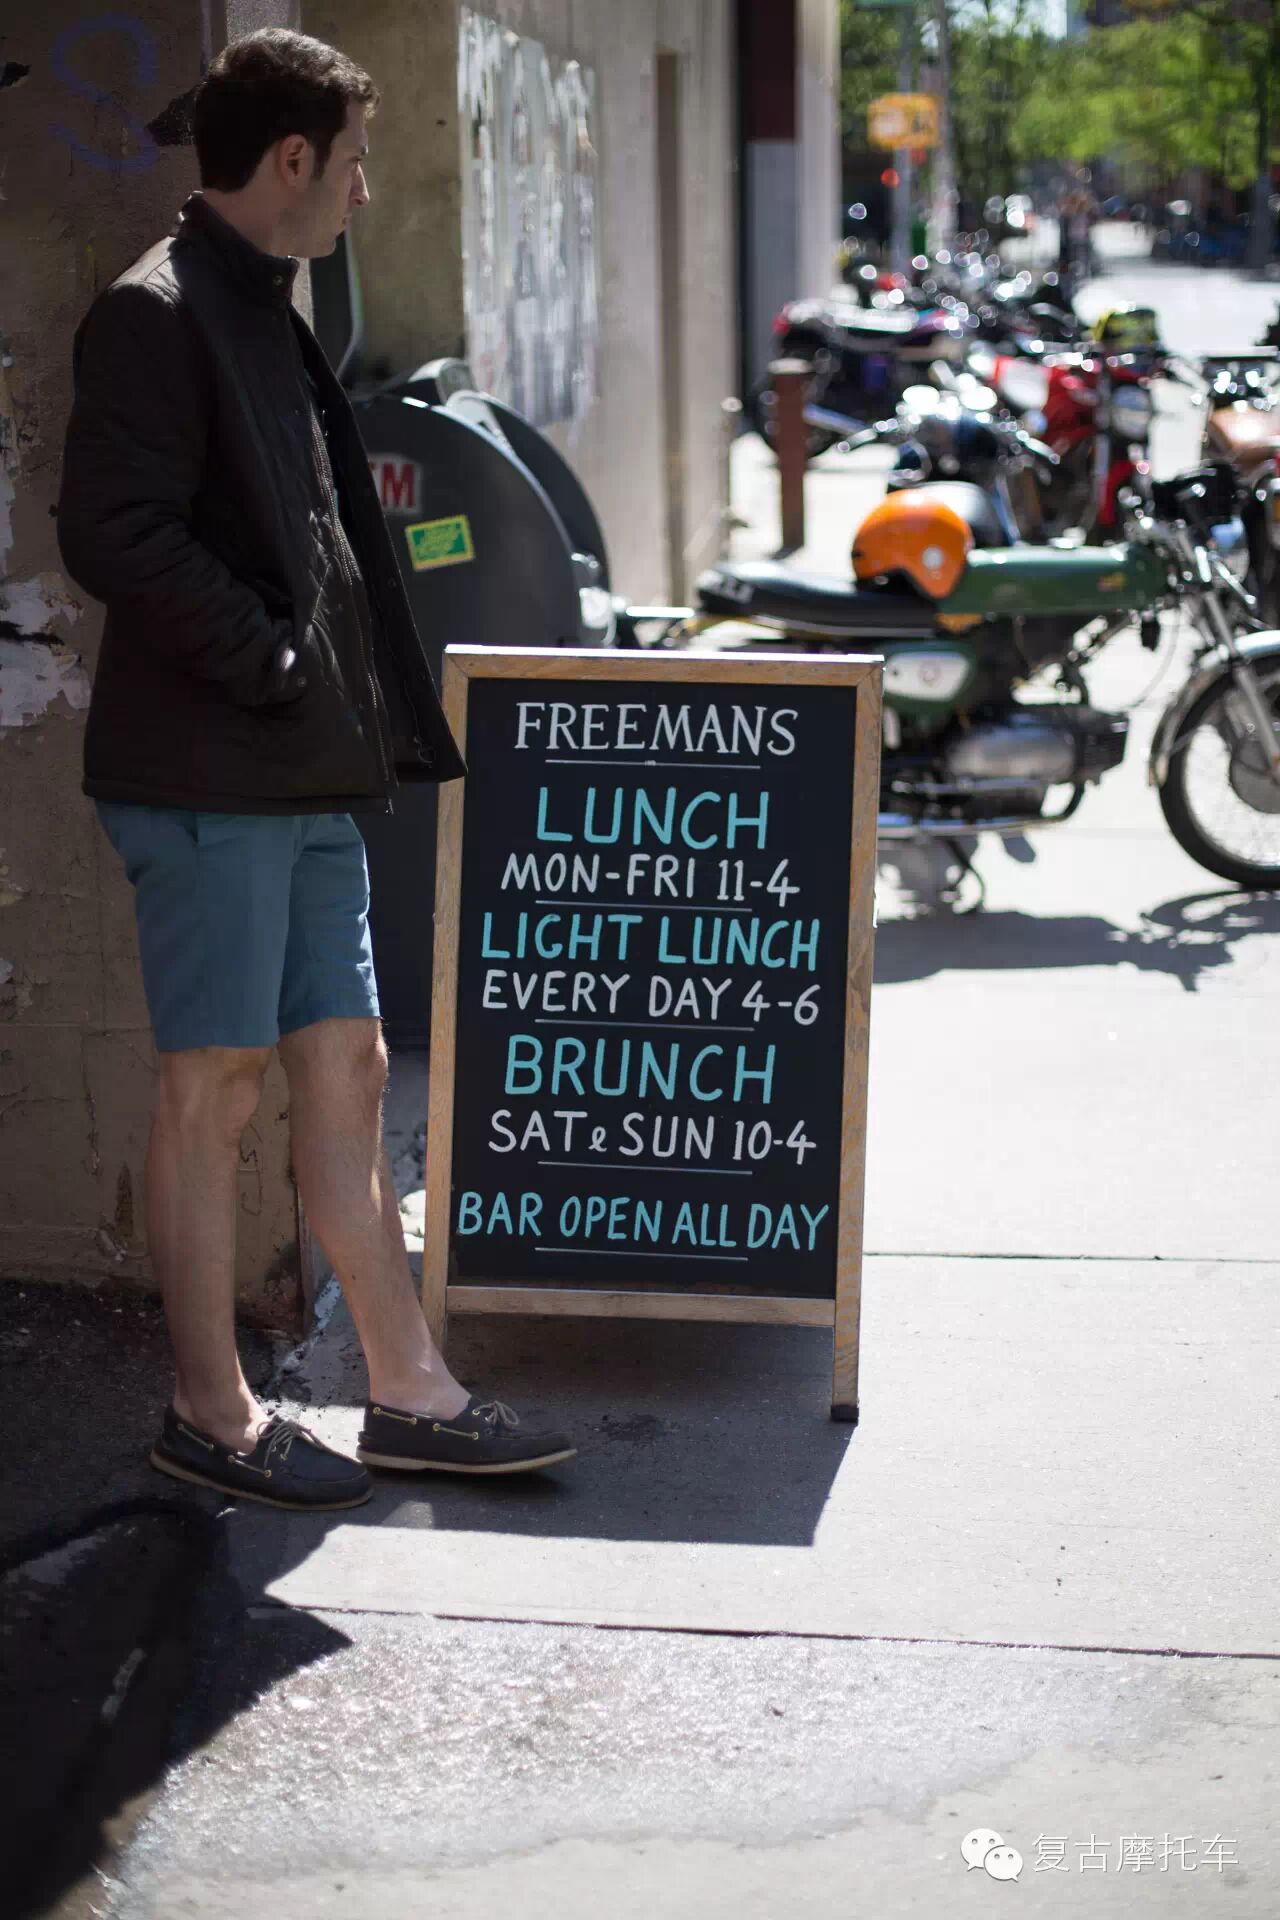 FREEMANS
LUNCH
MON-FRI 11-4
LIGHT LUNCH
EVERY DAY 4-6
BRUNCH
SAT & SUN 10-4
BAR OPEN ALL DAY
复古摩托车